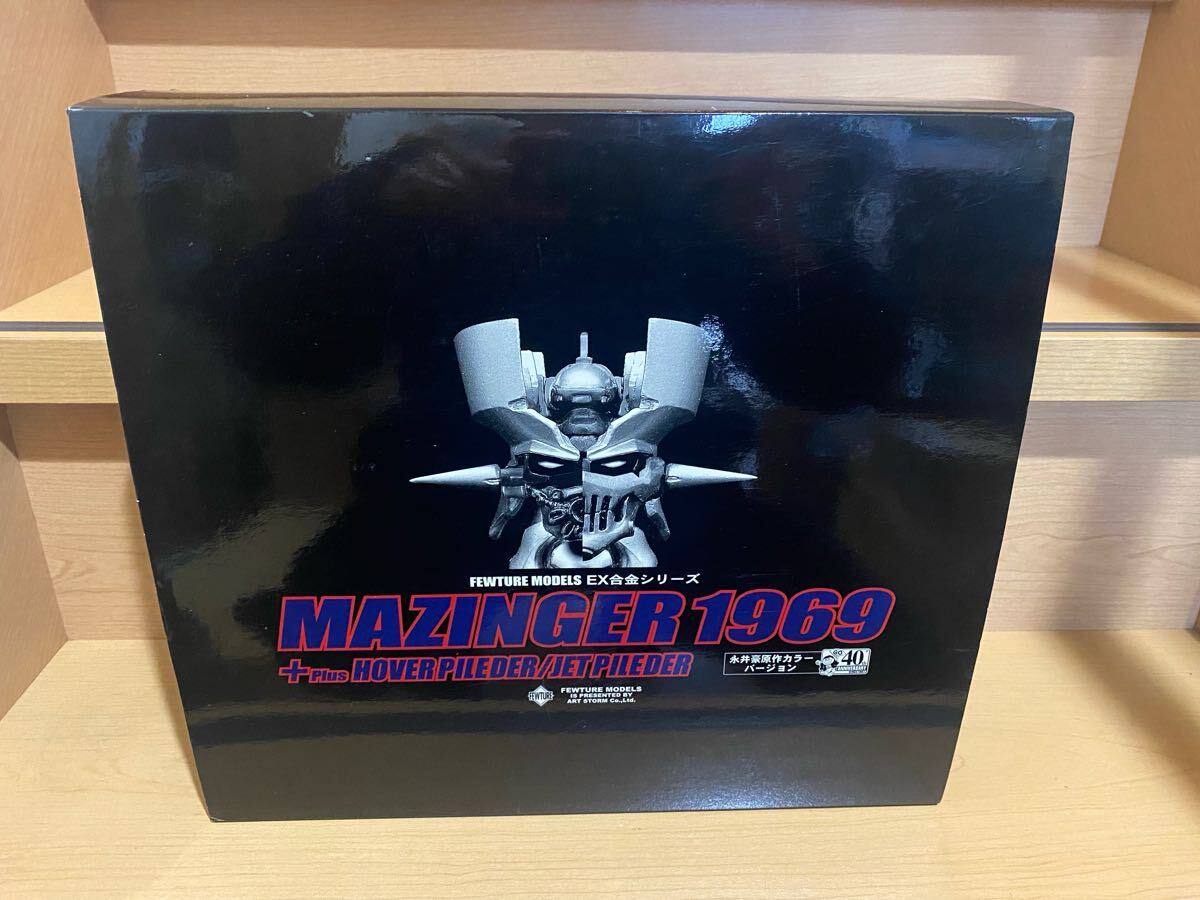 FEWTURE MODELS EX合金シリーズ
MAZINGER 1969
+Plus HOVER PILEDER/JET PILEDER
永井豪原作カラー
バージョン
GO
40th
ANNIVERSARY
FEWTURE
FEWTURE MODELS
IS PRESENTED BY
ART STORM Co.,Ltd.